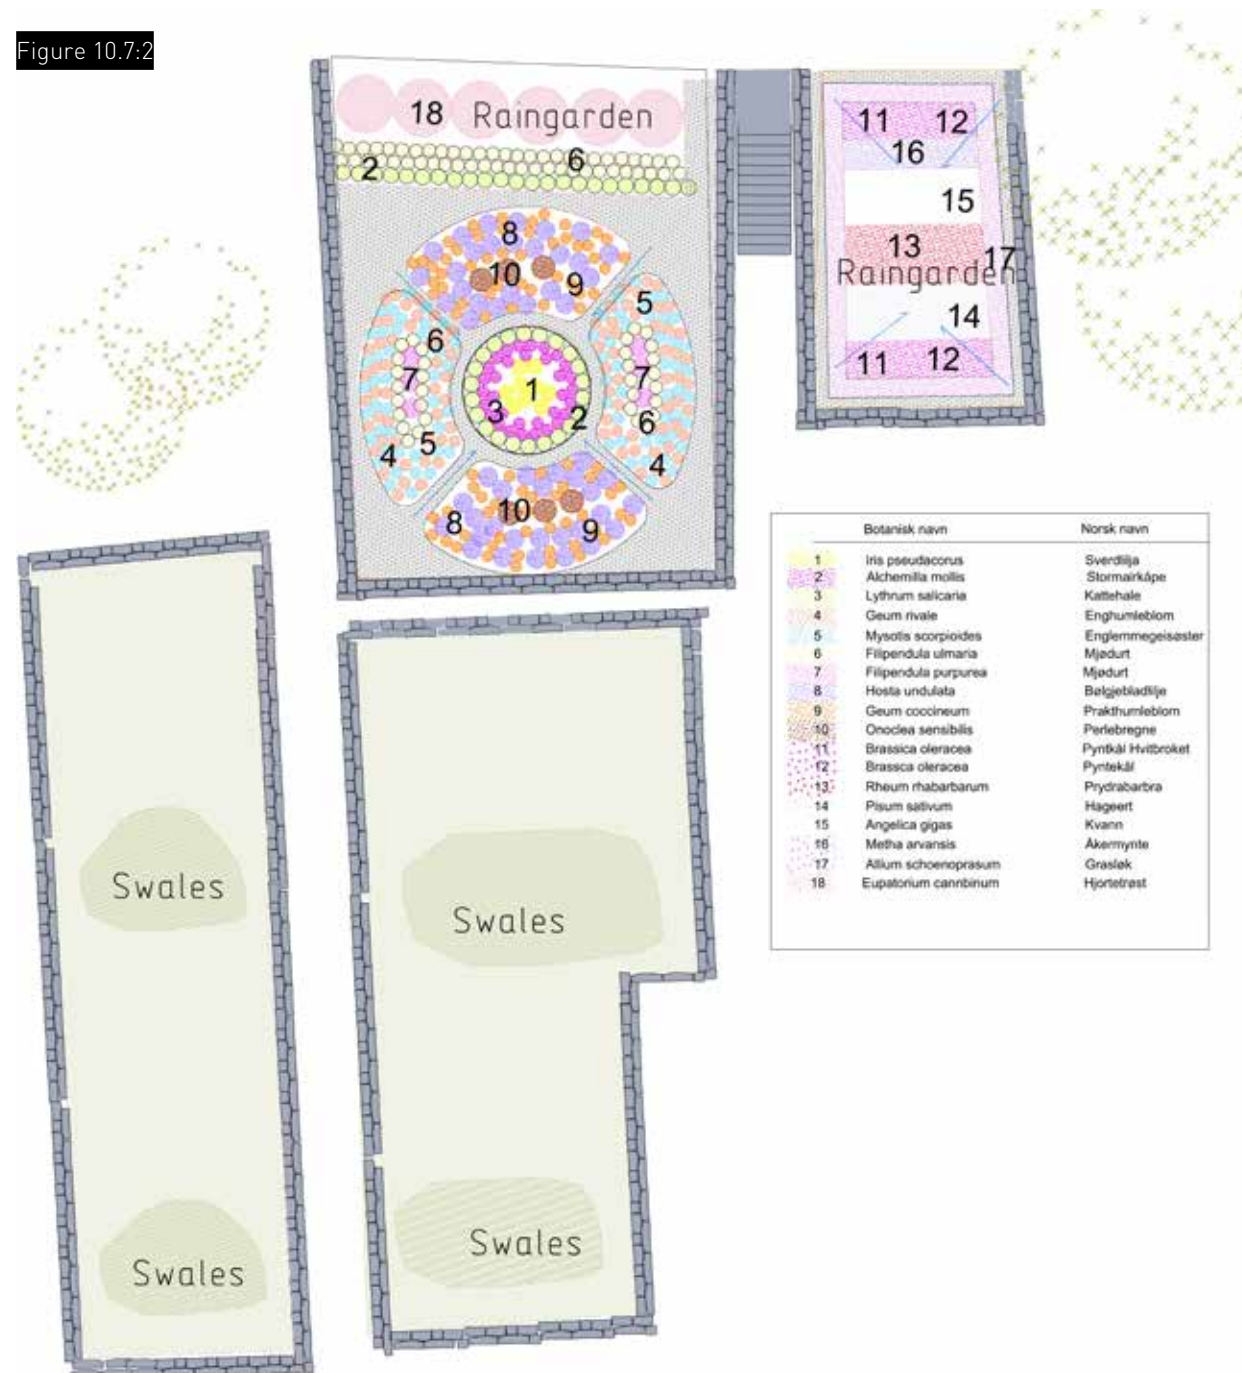 Figure 10.7:2
18 Raingarden
2 6
8
10 9
5
6
7 7
1
3 2
6
5
4 4
10
8 9
11 12
16
15
13 17
Raingarden
14
11 12
Botanisk navn Norsk navn
1 Iris pseudacorus Sverdlilja
2 Alchemilla mollis Stormairkåpe
3 Lythrum salicaria Kattehale
4 Geum rivale Enghumleblom
5 Mysotis scorpioides Englemmegeisøster
6 Filipendula ulmaria Mjødurt
7 Filipendula purpurea Mjødurt
8 Hosta undulata Bølgjebladlilje
9 Geum coccineum Prakthumleblom
10 Onoclea sensibilis Perlebregne
11 Brassica oleracea Pyntkål Hvitbroket
12 Brassca oleracea Pyntekål
13 Rheum rhabarbarum Prydrabarbra
14 Pisum sativum Hageert
15 Angelica gigas Kvann
16 Metha arvansis Åkermynte
17 Allium schoenoprasum Grasløk
18 Eupatorium cannbinum Hjortetrøst
Swales
Swales
Swales
Swales